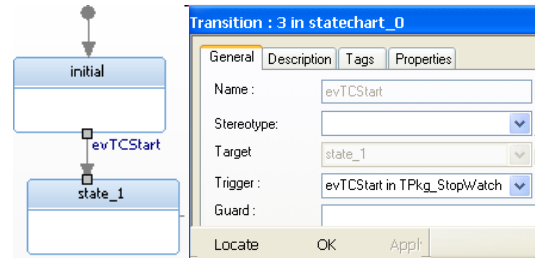 initial
evTCStart
state_1
Transition : 3 in statechart_0
General Description Tags Properties
Name : evTCStart
Stereotype:
Target state_1
Trigger : evTCStart in TPkg_StopWatch
Guard :
Locate OK Appl